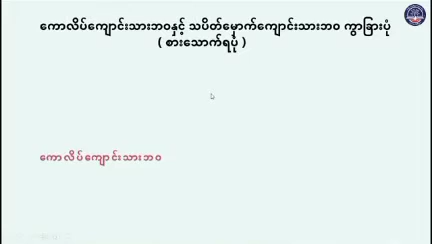 ကောလိပ်ကျောင်းသားဘဝနှင့် သပိတ်မှောက်ကျောင်းသားဘဝ ကွာခြားပုံ
( စားသောက်ရပုံ )
ကောလိပ်ကျောင်းသားဘဝ